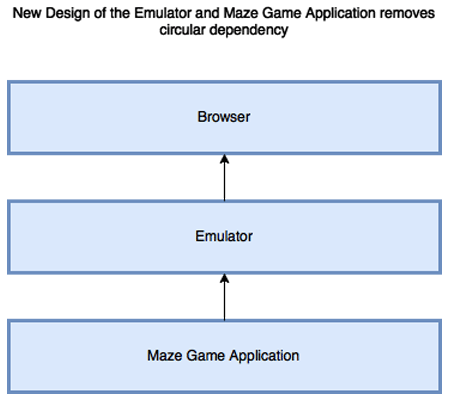 New Design of the Emulator and Maze Game Application removes
circular dependency
Browser
Emulator
Maze Game Application